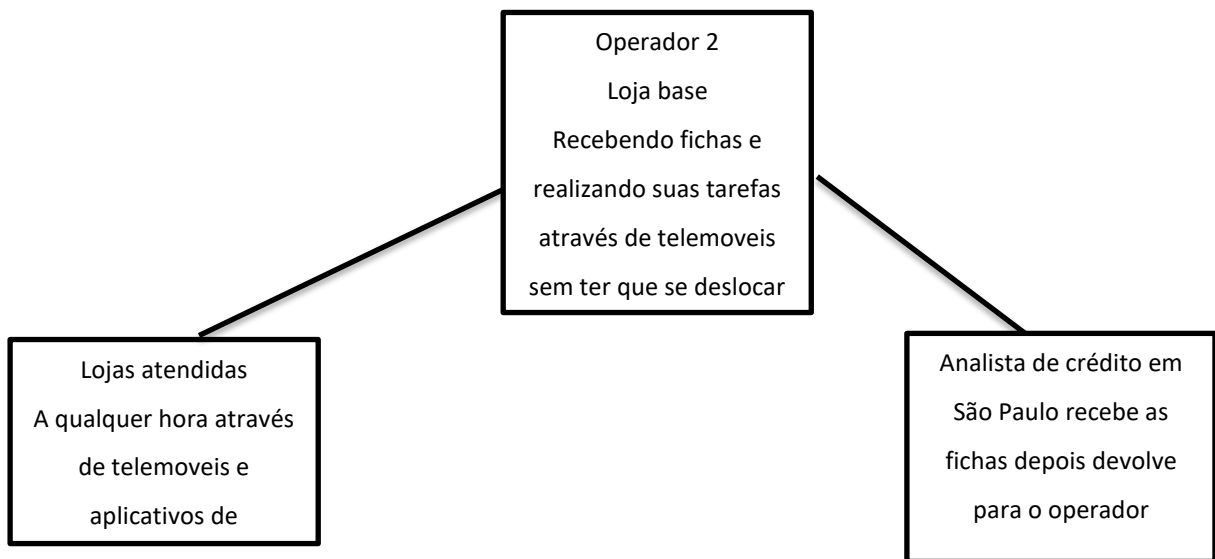 Operador 2
Loja base
Recebendo fichas e
realizando suas tarefas
através de telemoveis
sem ter que se deslocar
Lojas atendidas
A qualquer hora através
de telemoveis e
aplicativos de
Analista de crédito em
São Paulo recebe as
fichas depois devolve
para o operador